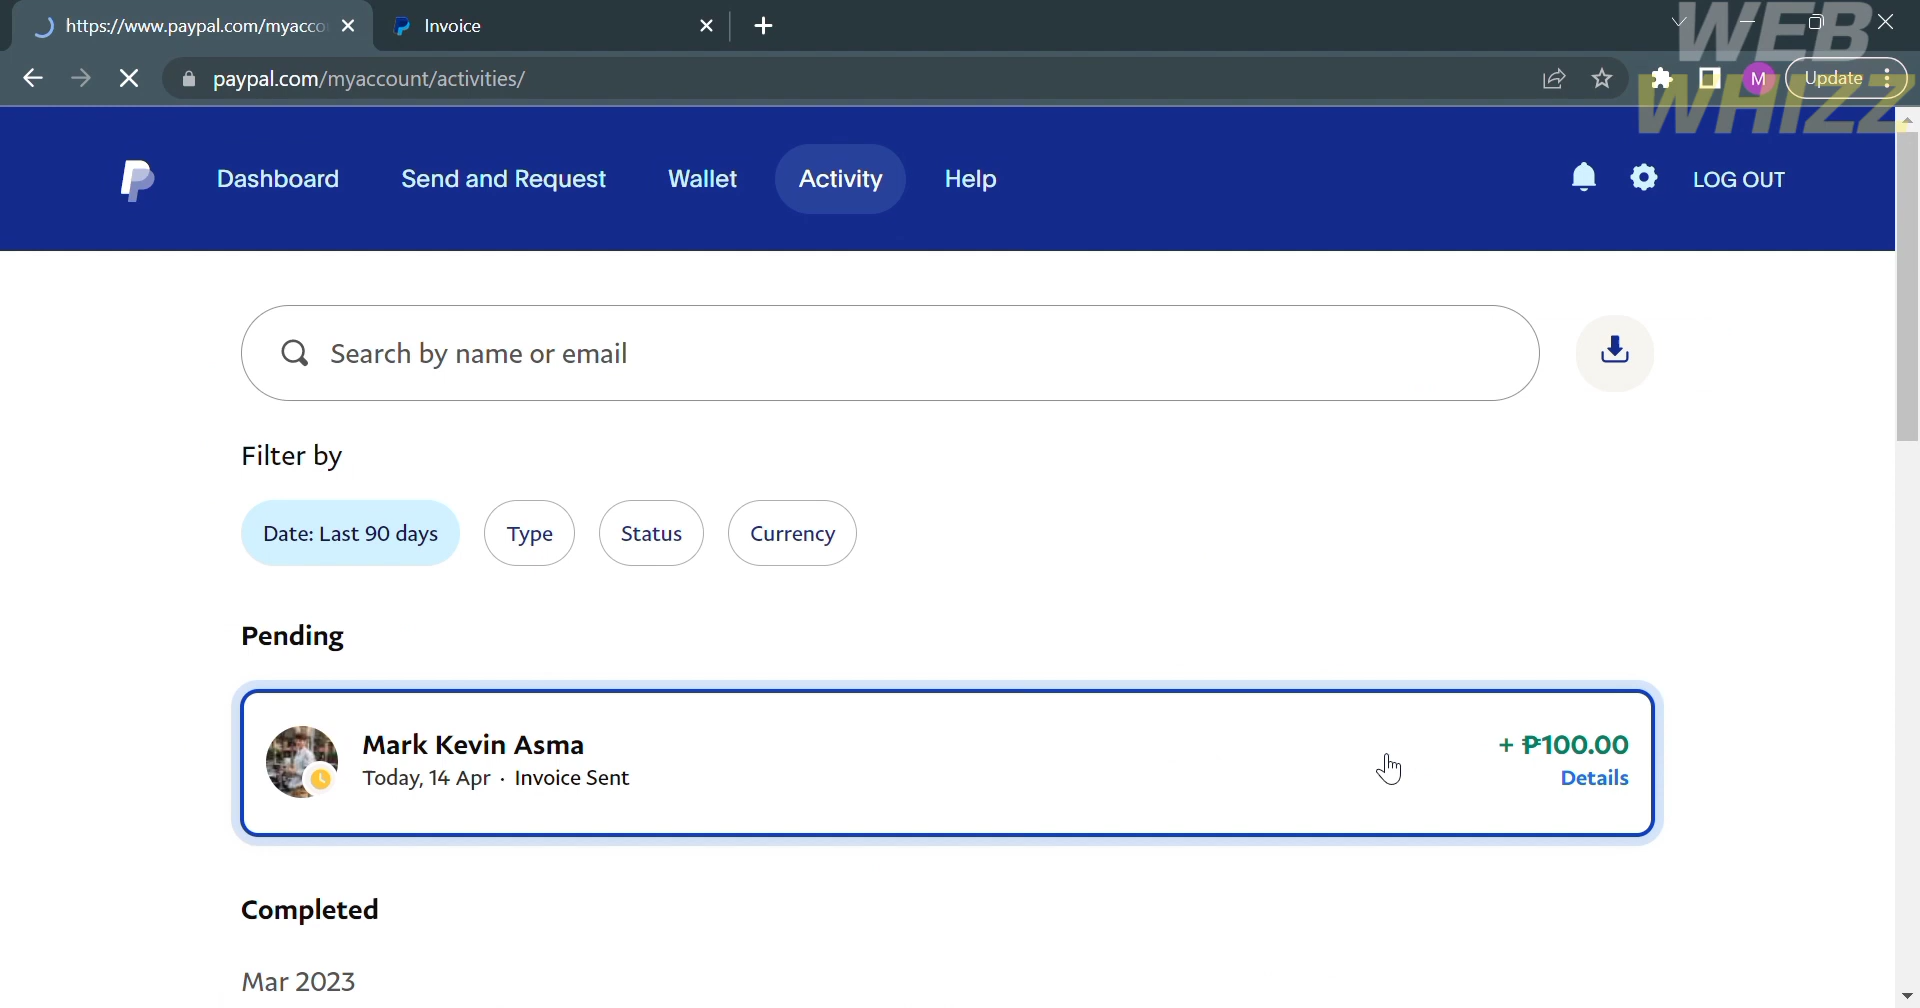 https://www.paypal.com/myacco
Invoice
WEB
WHIZZ
paypal.com/myaccount/activities/
M
Update
Dashboard
Send and Request
Wallet
Activity
Help
LOG OUT
Search by name or email
Filter by
Date: Last 90 days
Type
Status
Currency
Pending
Mark Kevin Asma
+ ₱100.00
Today, 14 Apr · Invoice Sent
Details
Completed
Mar 2023